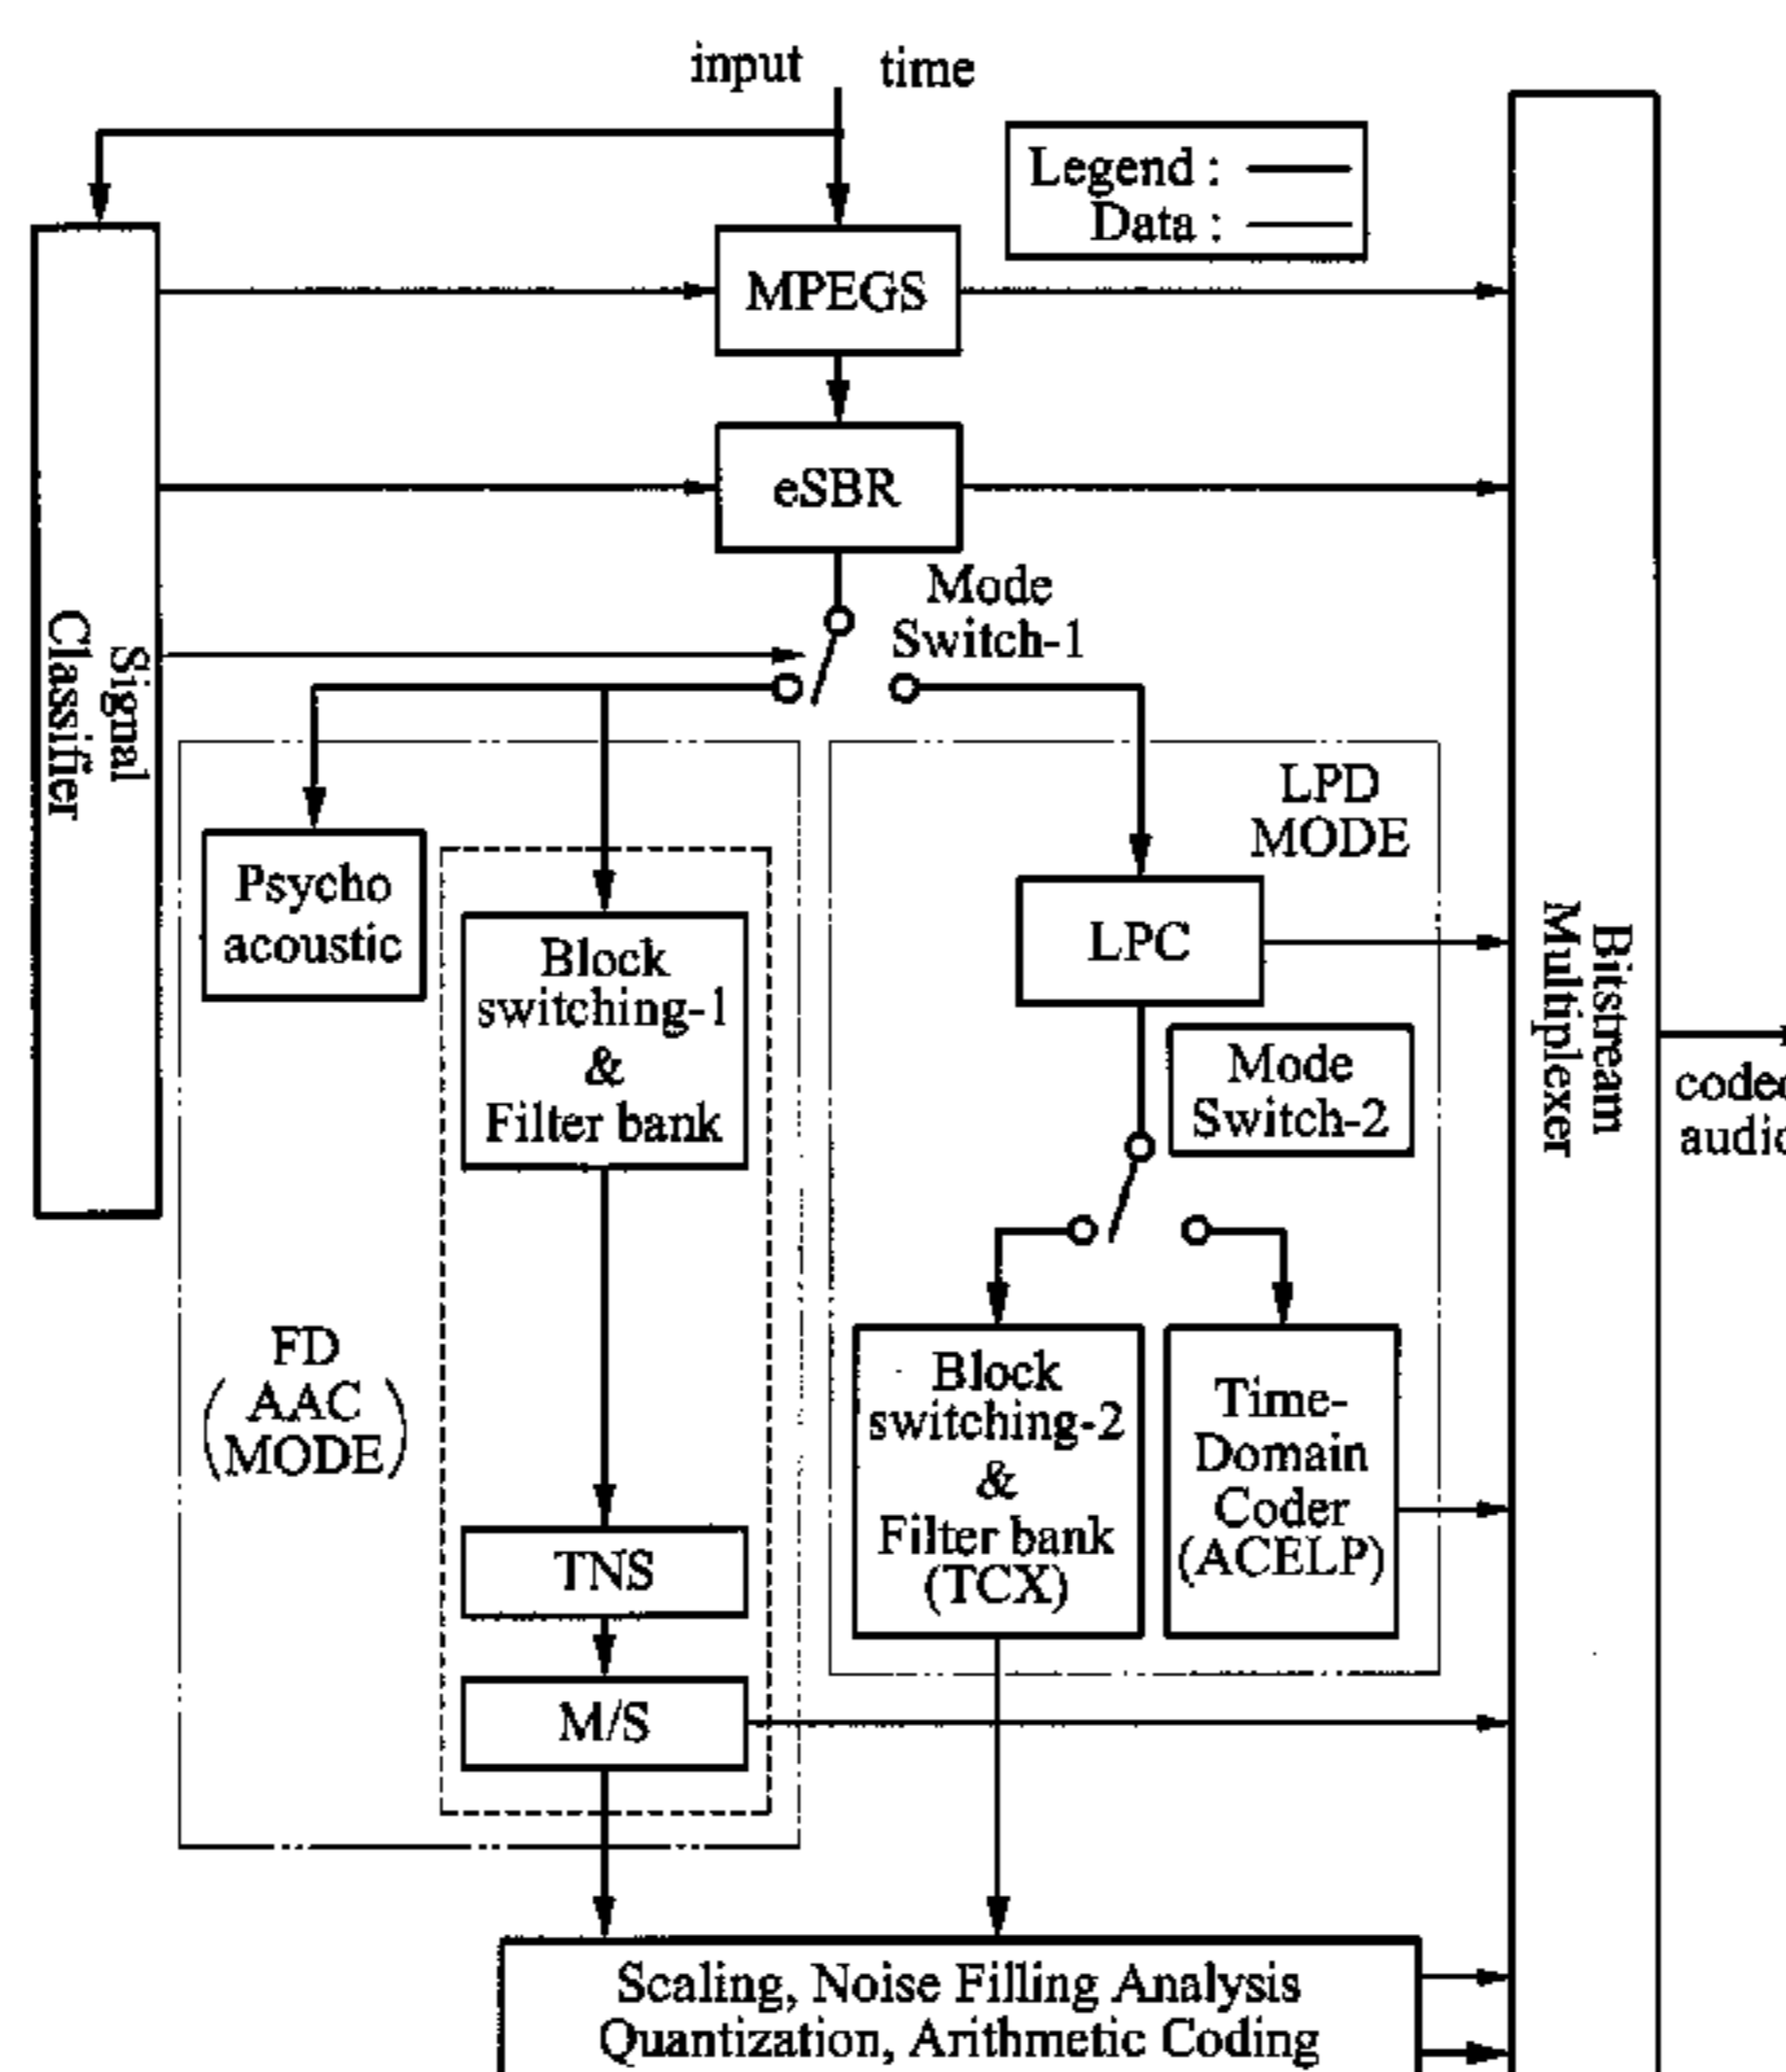 input time
Legend :
Data :
MPEGS
eSBR
Mode
Switch-1
Signal
Classifier
LPD
MODE
Psycho
acoustic
Block
switching-1
&
Filter bank
LPC
Mode
Switch-2
Bitstream
Multiplexer
FD
( AAC )
MODE
Block
switching-2
&
Filter bank
(TCX)
Time-
Domain
Coder
(ACELP)
TNS
M/S
Scaling, Noise Filling Analysis
Quantization, Arithmetic Coding